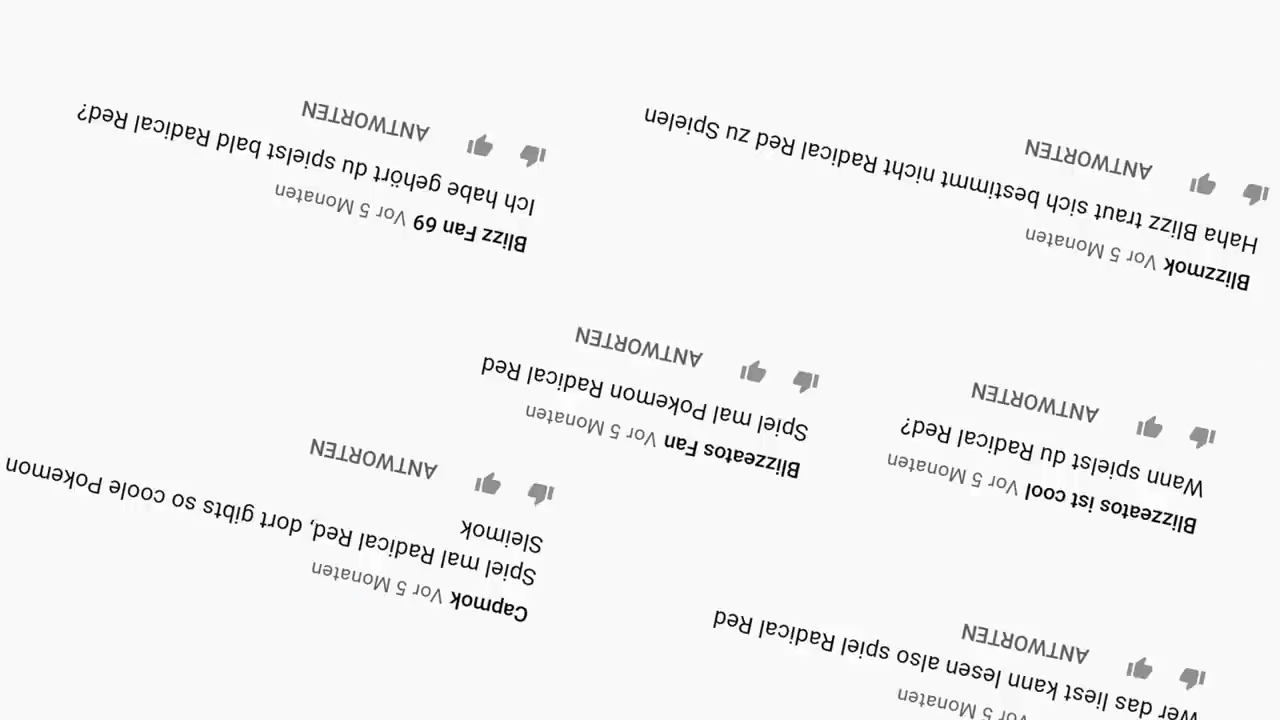 Vor 5 Monaten
wer das liest kann lesen also spiel Radical Red
ANTWORTEN
Capmok Vor 5 Monaten
Spiel mal Radical Red, dort gibts so coole Pokemon
Sleimok
ANTWORTEN
Blizzeatos ist cool Vor 5 Monaten
Wann spielst du Radical Red?
ANTWORTEN
Blizzeatos Fan Vor 5 Monaten
Spiel mal Pokemon Radical Red
ANTWORTEN
Blizzmok Vor 5 Monaten
Haha Blizz traut sich bestimmt nicht Radical Red zu Spielen
ANTWORTEN
Blizz Fan 69 Vor 5 Monaten
Ich habe gehört du spielst bald Radical Red?
ANTWORTEN